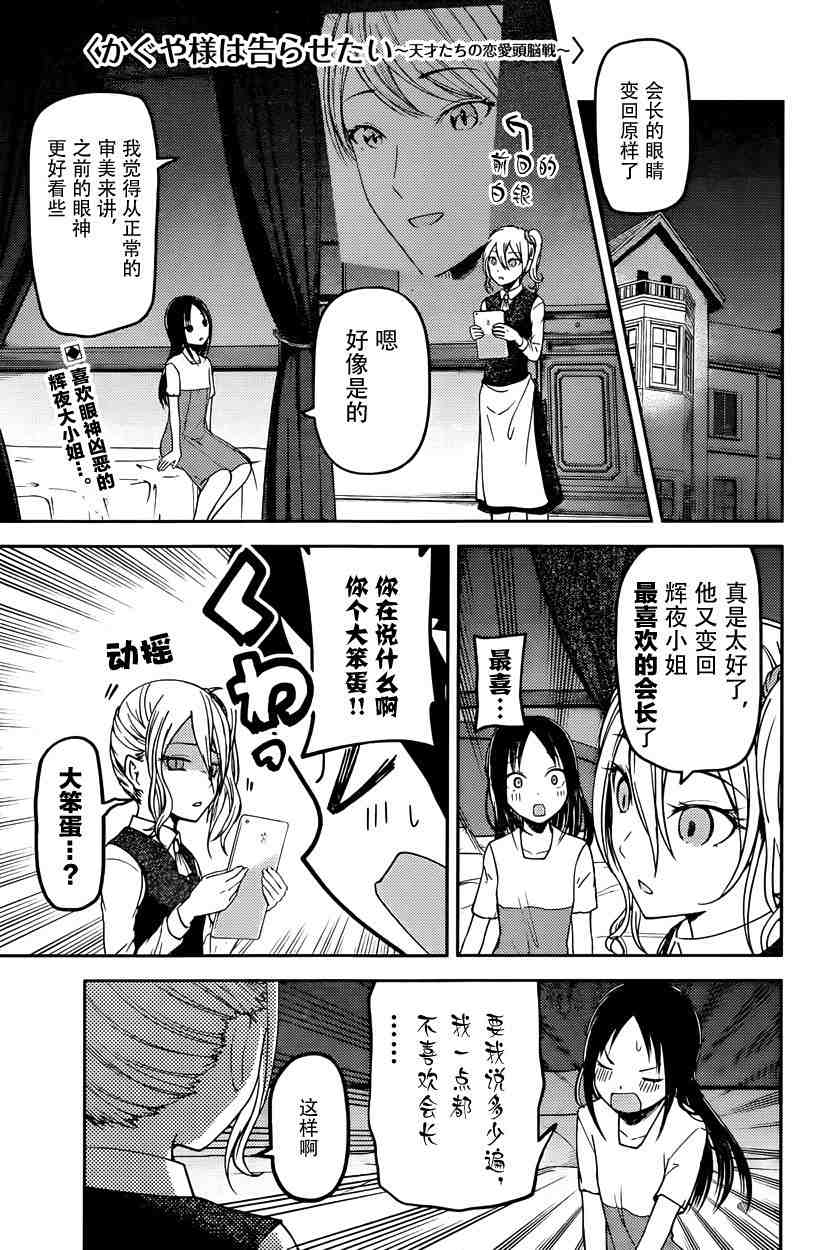 〈かぐや様は告らせたい～天才たちの恋愛頭脳戦～〉
会长的眼睛
变回原样了
前回的
白银
我觉得从正常的
审美来讲，
之前的眼神
更好看些
嗯
好像是的
喜欢眼神凶恶的
辉夜大小姐…。
真是太好了，
他又变回
辉夜小姐
最喜欢的会长了
最喜…
你在说什么啊
你个大笨蛋!!
くわっ
动摇
大笨蛋…？
要我说多少遍，
我一点都
不喜欢会长
……
这样啊